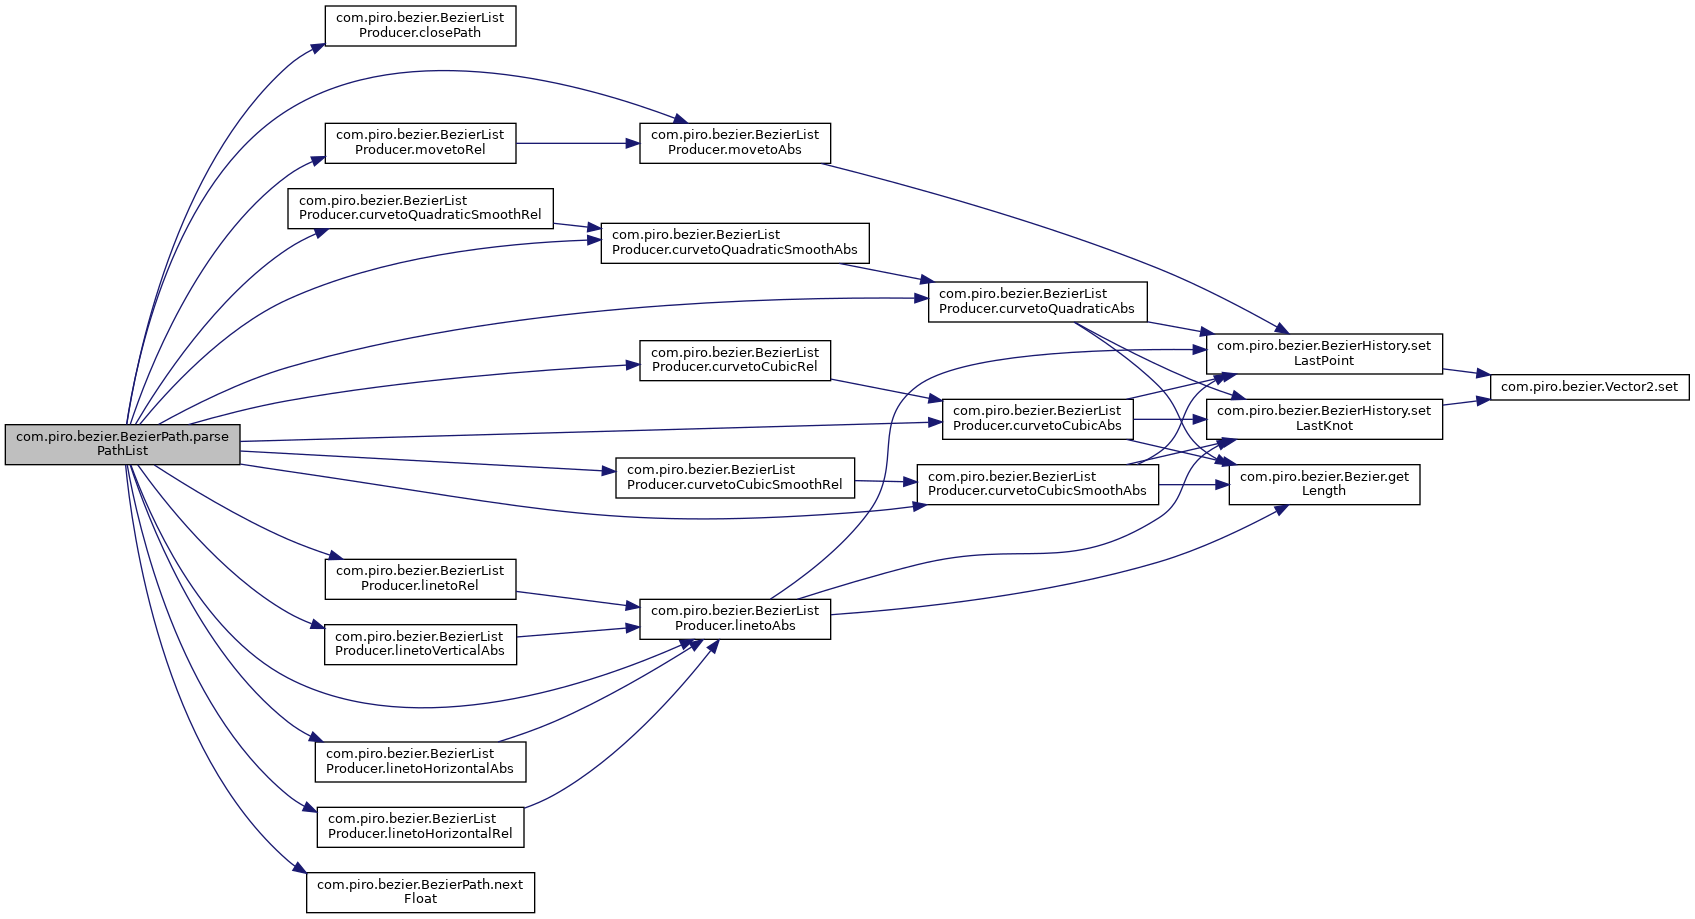 com.piro.bezier.BezierList
Producer.closePath
com.piro.bezier.BezierList
Producer.movetoRel
com.piro.bezier.BezierList
Producer.movetoAbs
com.piro.bezier.BezierList
Producer.curvetoQuadraticSmoothRel
com.piro.bezier.BezierList
Producer.curvetoQuadraticSmoothAbs
com.piro.bezier.BezierList
Producer.curvetoQuadraticAbs
com.piro.bezier.BezierList
Producer.curvetoCubicRel
com.piro.bezier.BezierHistory.set
LastPoint
com.piro.bezier.Vector2.set
com.piro.bezier.BezierList
Producer.curvetoCubicAbs
com.piro.bezier.BezierHistory.set
LastKnot
com.piro.bezier.BezierPath.parse
PathList
com.piro.bezier.BezierList
Producer.curvetoCubicSmoothRel
com.piro.bezier.BezierList
Producer.curvetoCubicSmoothAbs
com.piro.bezier.Bezier.get
Length
com.piro.bezier.BezierList
Producer.linetoRel
com.piro.bezier.BezierList
Producer.linetoAbs
com.piro.bezier.BezierList
Producer.linetoVerticalAbs
com.piro.bezier.BezierList
Producer.linetoHorizontalAbs
com.piro.bezier.BezierList
Producer.linetoHorizontalRel
com.piro.bezier.BezierPath.next
Float